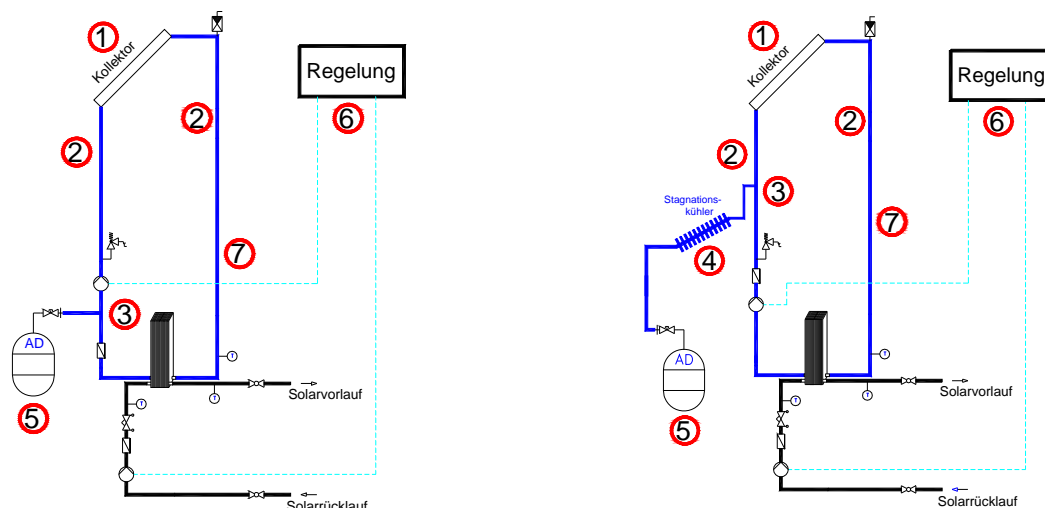 1
Kollektor
Regelung
6
2
2
7
3
AD
5
T
T
T
Solarvorlauf
Solarrücklauf
1
Kollektor
Regelung
6
2
2
3
Stagnations-
kühler
4
7
AD
5
T
T
T
Solarvorlauf
Solarrücklauf